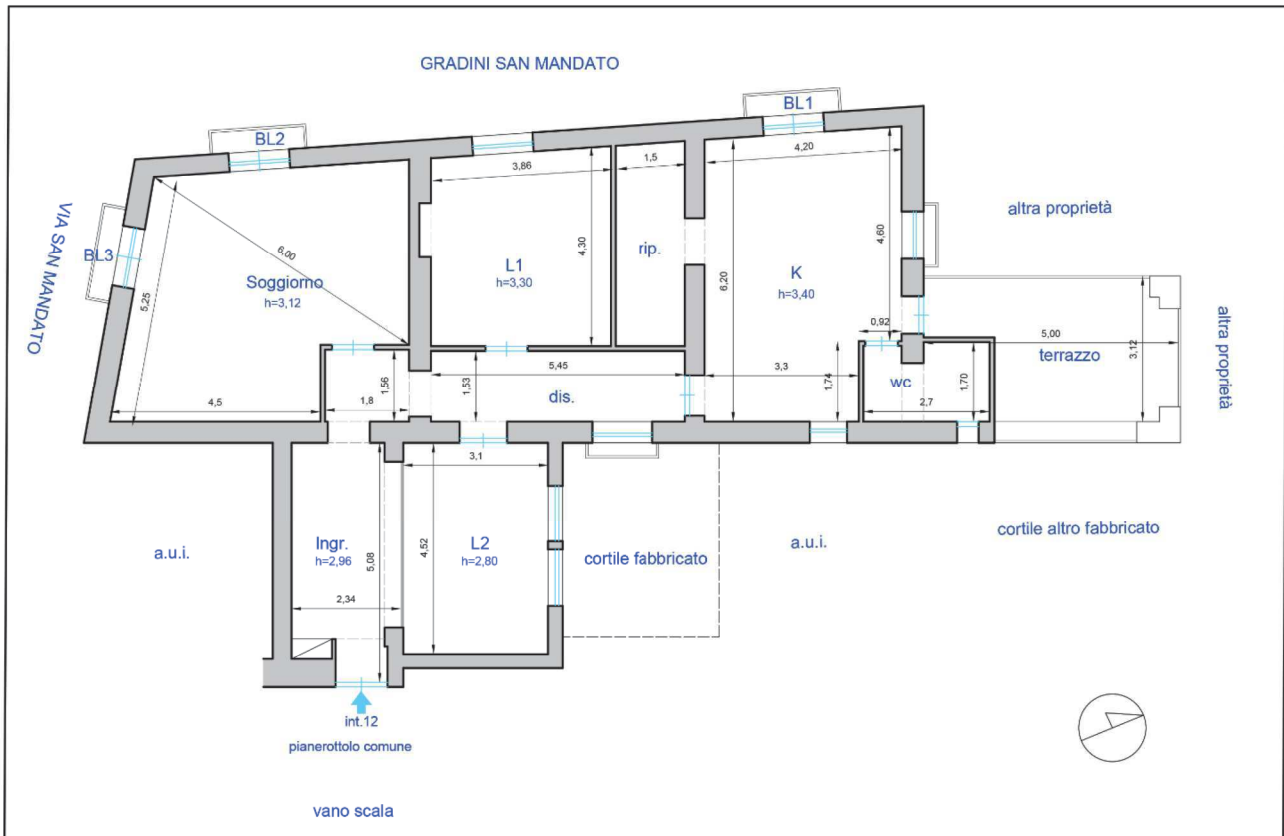 GRADINI SAN MANDATO
BL1
BL2
4,20
3,86
1,5
altra proprietà
VIA SAN MANDATO
BL3
6,00
4,30
rip.
4,60
L1
h=3,30
K
h=3,40
Soggiorno
h=3,12
5,25
6,20
0,92
5,00
terrazzo
3,12
altra proprietà
5,45
3,3
1,74
wc
1,70
1,56
1,53
dis.
4,5
1,8
2,7
3,1
cortile altro fabbricato
a.u.i.
Ingr.
h=2,96
5,08
4,52
L2
h=2,80
cortile fabbricato
a.u.i.
2,34
int.12
pianerottolo comune
vano scala